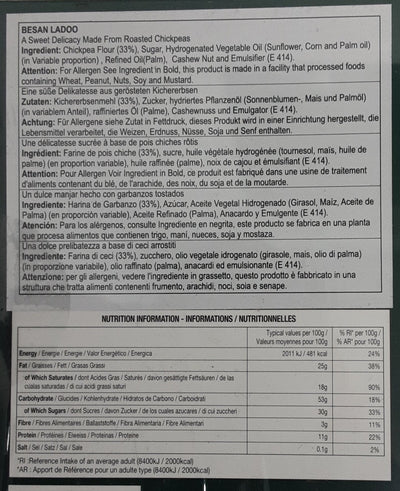 BESAN LADOO
A Sweet Delicacy Made From Roasted Chickpeas
Ingredient: Chickpea Flour (33%), Sugar, Hydrogenated Vegetable Oil (Sunflower, Corn and Palm oil)
(in Variable proportion) , Refined Oil(Palm), Cashew Nut and Emulsifier (E 414).
Attention: For Allergen See Ingredient in Bold, this product is made in a facility that processed foods
containing Wheat, Peanut, Nuts, Soy and Mustard.
Eine süße Delikatesse aus gerösteten Kichererbsen
Zutaten: Kichererbsenmehl (33%), Zucker, hydriertes Pflanzenöl (Sonnenblumen-, Mais und Palmöl)
(in variablem Anteil), raffiniertes Öl (Palme), Cashewnuss und Emulgator (E 414).
Achtung: Für Allergene siehe Zutat in Fettdruck, dieses Produkt wird in einer Einrichtung hergestellt, die
Lebensmittel verarbeitet, die Weizen, Erdnuss, Nüsse, Soja und Senf enthalten.
Une délicatesse sucrée à base de pois chiches rôtis
Ingrédient: Farine de pois chiche (33%), sucre, huile végétale hydrogénée (tournesol, maïs, huile de
palme) (en proportion variable), huile raffinée (palme), noix de cajou et émulsifiant (E 414).
Attention: Pour Allergen Voir Ingredient in Bold, ce produit est fabriqué dans une usine de traitement
d'aliments contenant du blé, de l'arachide, des noix, du soja et de la moutarde.
Un dulce manjar hecho con garbanzos tostados
Ingrediente: Harina de Garbanzo (33%), Azúcar, Aceite Vegetal Hidrogenado (Girasol, Maíz, Aceite de
Palma) (en proporción variable), Aceite Refinado (Palma), Anacardo y Emulgente (E 414).
Atención: Para los alérgenos, consulte Ingrediente en negrita, este producto se fabrica en una planta
que procesa alimentos que contienen trigo, maní, nueces, soja y mostaza.
Una dolce prelibatezza a base di ceci arrostiti
Ingrediente: Farina di ceci (33%), zucchero, olio vegetale idrogenato (girasole, mais, olio di palma)
(in proporzione variabile), olio raffinato (palma), anacardi ed emulsionante (E 414).
Attenzione: per gli allergeni, vedere l'ingrediente in grassetto, questo prodotto è fabbricato in una
struttura che tratta alimenti contenenti frumento, arachidi, noci, soia e senape.
NUTRITION INFORMATION - INFORMATIONS / NUTRITIONNELLES
Typical values per 100g/ % RI* per 100g/
Valeurs moyennes pour 100g/ % AR* pour 100g/
Energy / Energie / Energie / Valor Energético / Energica 2011 kJ / 481 kcal 24%
Fat / Graisses / Fett / Grasas Grassi 25g 38%
of Which Saturates / dont Acides Gras / Saturés / davon gesättigte Fettsäuren / de las
cuales saturadas / di cui acidi grassi saturi 18g 90%
Carbohydrate / Glucides / Kohlenhydrate / Hidratos de Carbono / Carboidrati 53g 18%
of Which Sugars / dont Sucres / davon Zucker / de los cuales azucares / di cui zuccheri 30g 33%
Fibre / Fibres Alimentaires / Ballaststoffe / Fibra Alimentaria / Fibra Alimentari 3g 11%
Protein / Protéines / Eiweiss / Proteinas / Proteine 11g 22%
Salt / Sel / Satz / Sal / Sale 0.1g 2%
*RI : Reference Intake of an average adult (8400kJ / 2000kcal)
*AR : Apport de Référence pour un adulte type (8400kJ / 2000kcal)